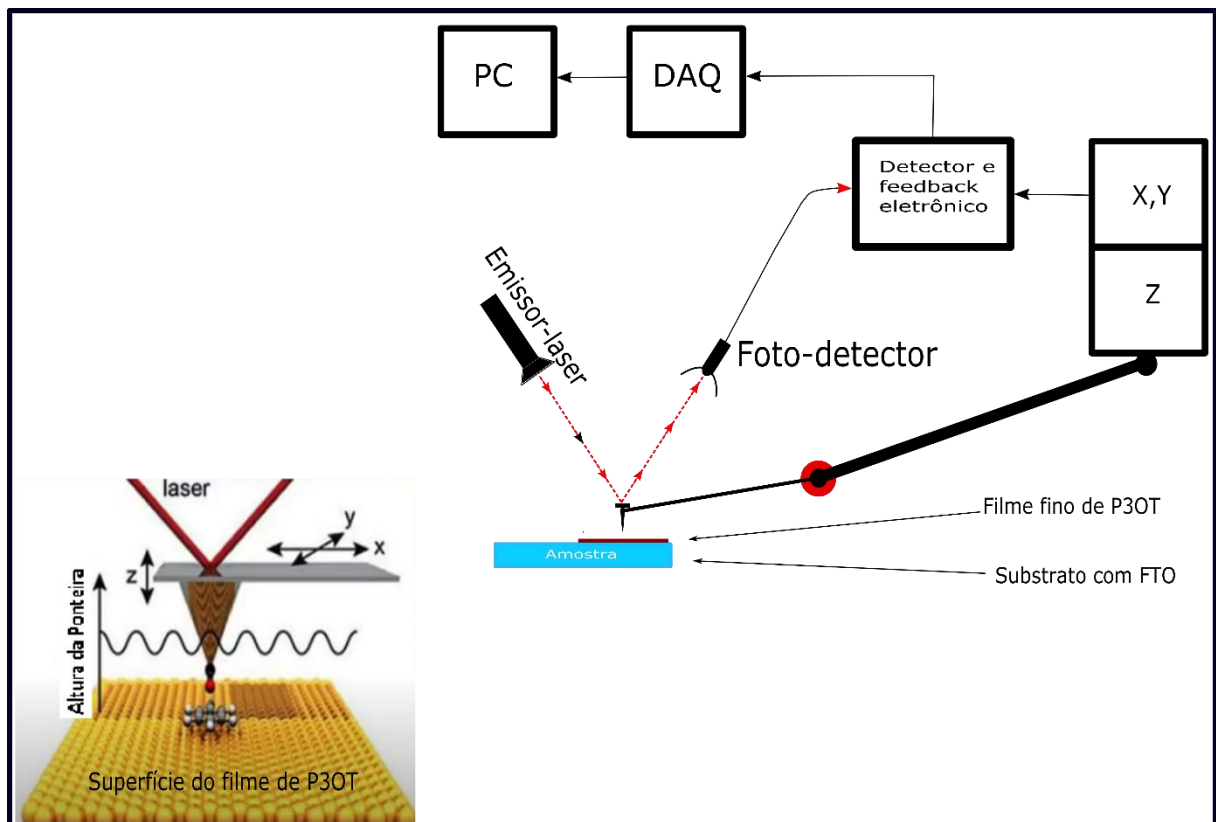 PC
DAQ
Detector e
feedback
eletrônico
X,Y
Z
Emissor-laser
Foto-detector
Filme fino de P3OT
Amostra
Substrato com FTO
laser
y
x
z
Altura da Ponteira
Superfície do filme de P3OT